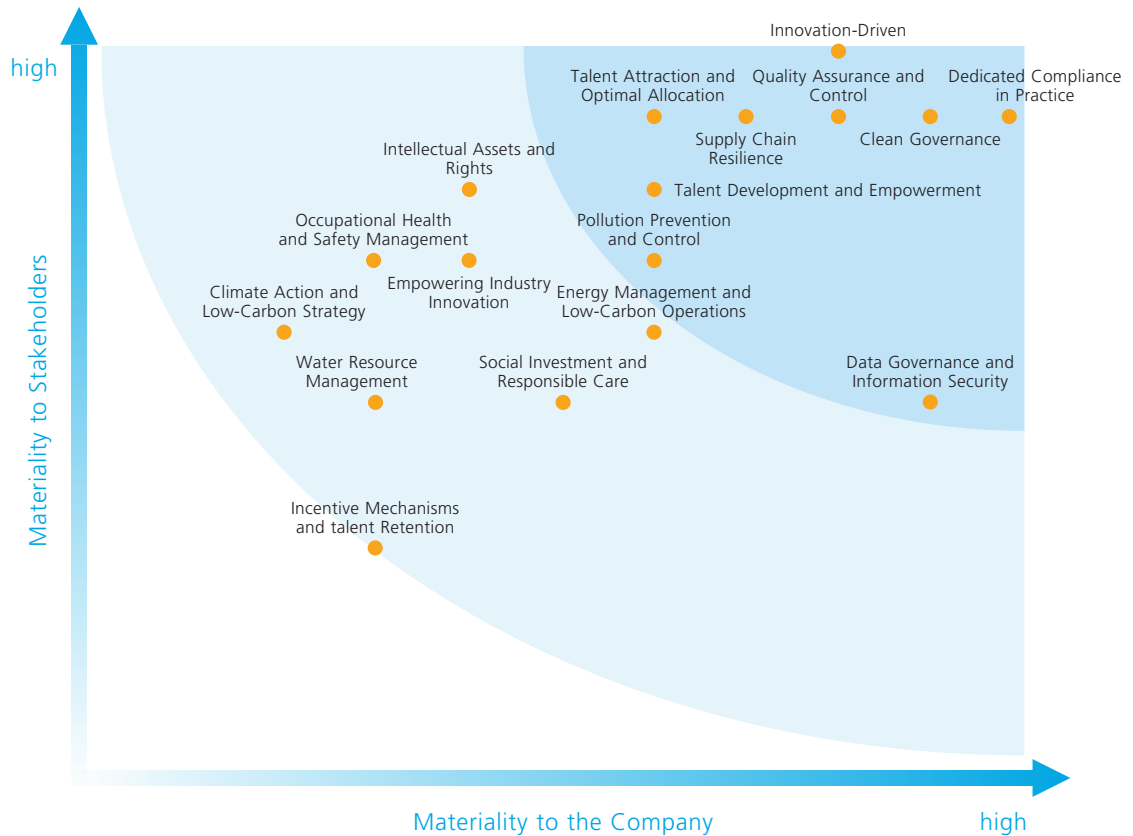 Innovation-Driven
high
Talent Attraction and
Optimal Allocation
Quality Assurance and
Control
Dedicated Compliance
in Practice
Supply Chain
Resilience
Clean Governance
Intellectual Assets and
Rights
Talent Development and Empowerment
Occupational Health
and Safety Management
Pollution Prevention
and Control
Empowering Industry
Innovation
Climate Action and
Low-Carbon Strategy
Energy Management and
Low-Carbon Operations
Water Resource
Management
Social Investment and
Responsible Care
Data Governance and
Information Security
Materiality to Stakeholders
Incentive Mechanisms
and talent Retention
Materiality to the Company
high